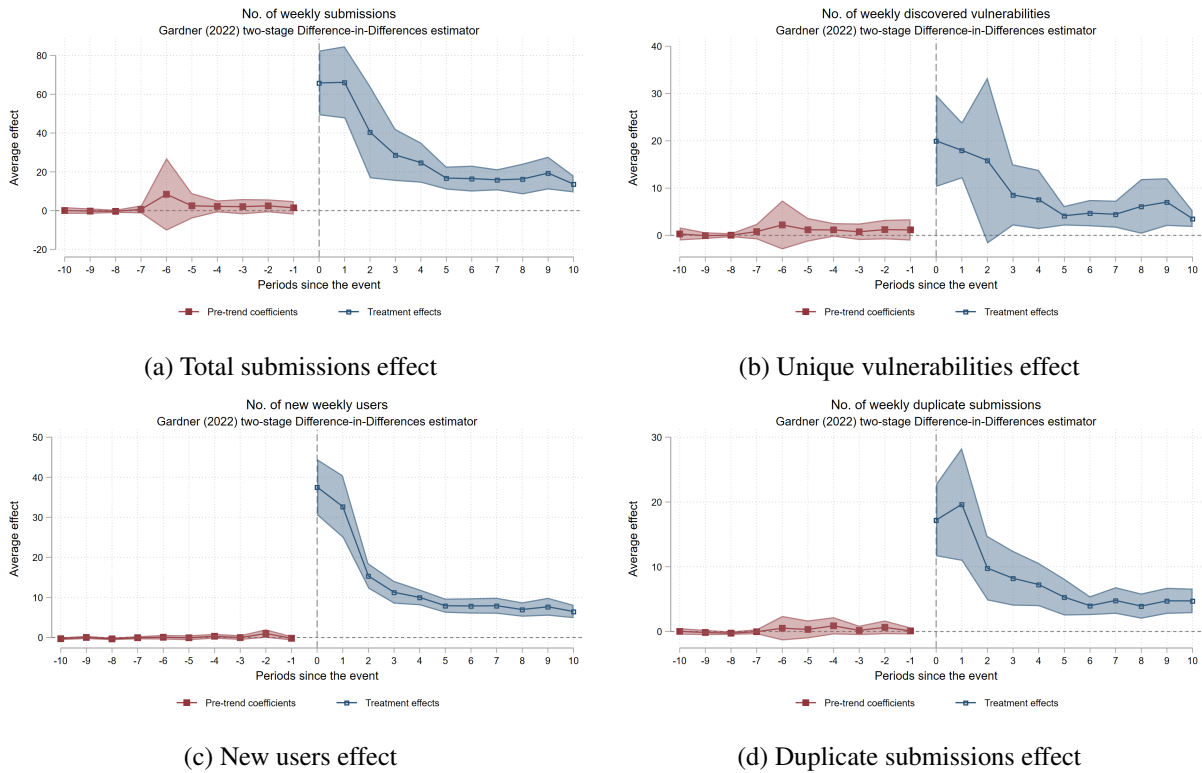 No. of weekly submissions
Gardner (2022) two-stage Difference-in-Differences estimator
80
60
40
20
0
-20
Average effect
-10 -9 -8 -7 -6 -5 -4 -3 -2 -1 0 1 2 3 4 5 6 7 8 9 10
Periods since the event
Pre-trend coefficients Treatment effects
(a) Total submissions effect
No. of weekly discovered vulnerabilities
Gardner (2022) two-stage Difference-in-Differences estimator
40
30
20
10
0
Average effect
-10 -9 -8 -7 -6 -5 -4 -3 -2 -1 0 1 2 3 4 5 6 7 8 9 10
Periods since the event
Pre-trend coefficients Treatment effects
(b) Unique vulnerabilities effect
No. of new weekly users
Gardner (2022) two-stage Difference-in-Differences estimator
50
40
30
20
10
0
Average effect
-10 -9 -8 -7 -6 -5 -4 -3 -2 -1 0 1 2 3 4 5 6 7 8 9 10
Periods since the event
Pre-trend coefficients Treatment effects
(c) New users effect
No. of weekly duplicate submissions
Gardner (2022) two-stage Difference-in-Differences estimator
30
20
10
0
Average effect
-10 -9 -8 -7 -6 -5 -4 -3 -2 -1 0 1 2 3 4 5 6 7 8 9 10
Periods since the event
Pre-trend coefficients Treatment effects
(d) Duplicate submissions effect